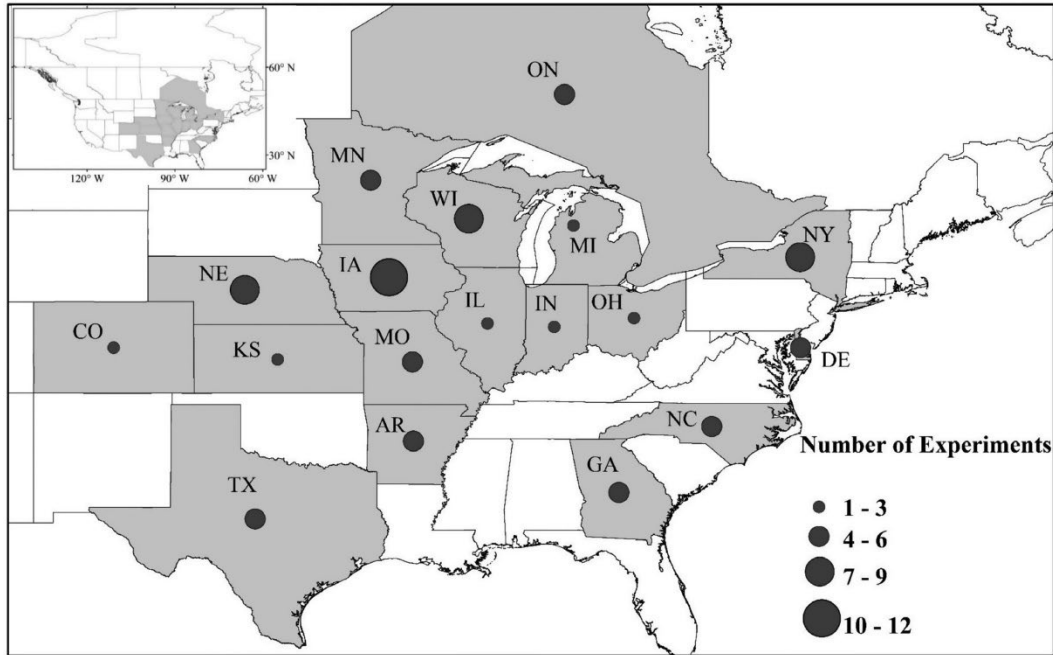 60° N
30° N
120° W 90° W 60° W
ON
MN
WI
MI
NY
NE
IA
IL
IN
OH
CO
KS
MO
DE
AR
NC
GA
TX
Number of Experiments
1 - 3
4 - 6
7 - 9
10 - 12